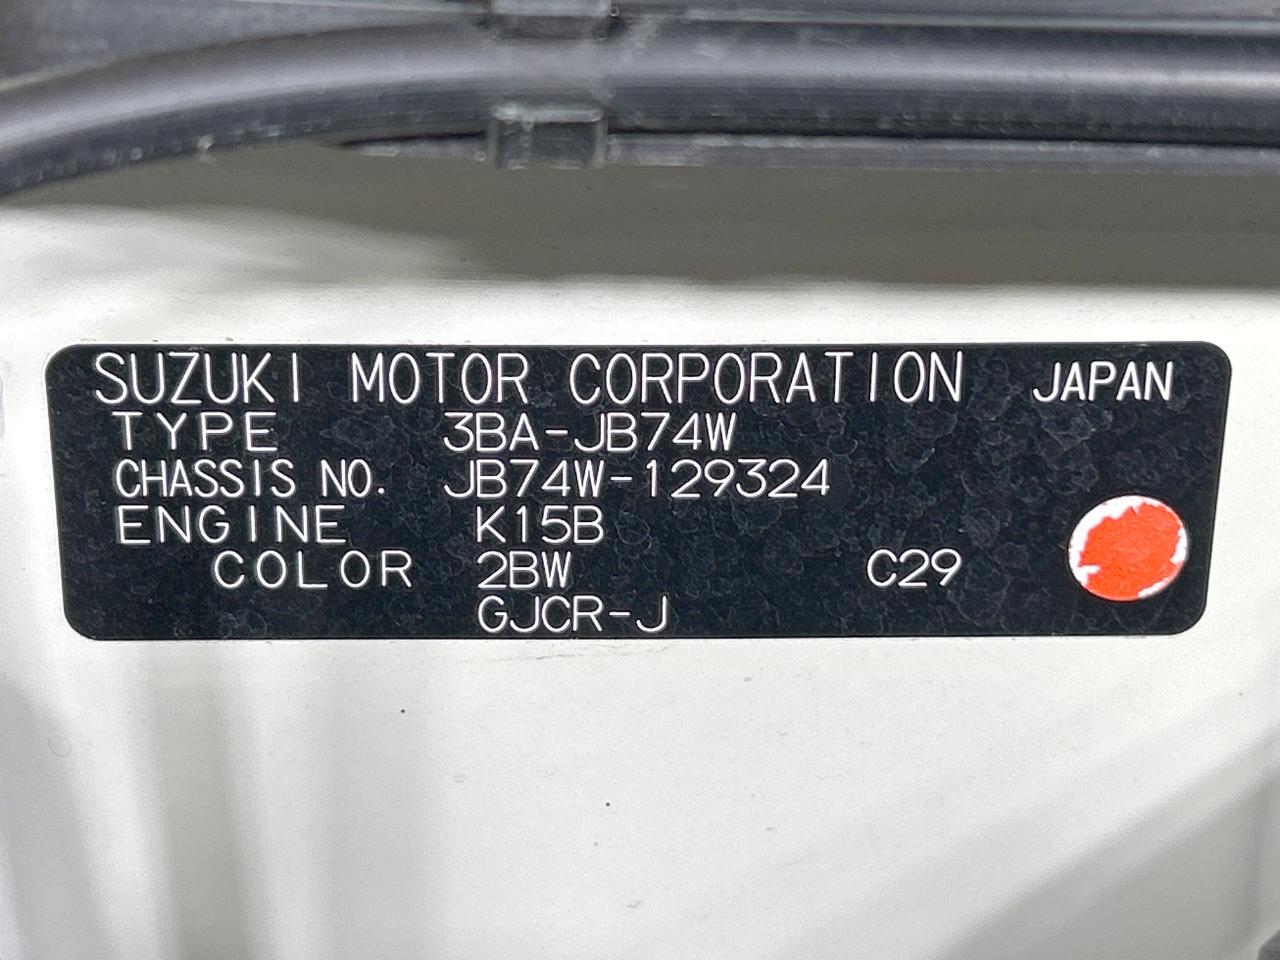 SUZUKI MOTOR CORPORATION JAPAN
TYPE 3BA-JB74W
CHASSIS NO. JB74W-129324
ENGINE K15B
COLOR 2BW C29
GJCR-J